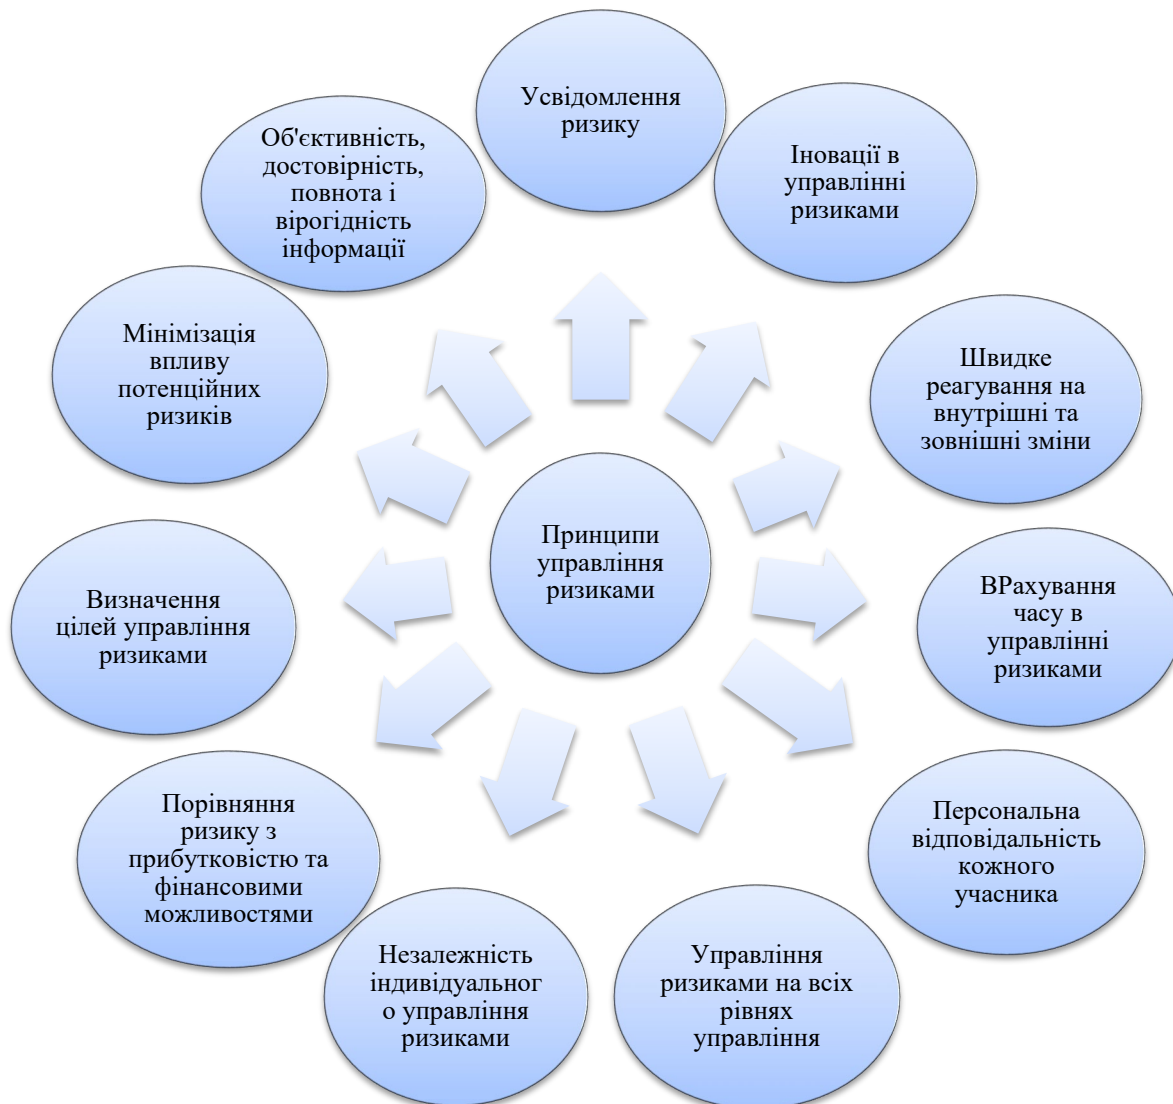 Усвідомлення
ризику
Іновації в
управлінні
ризиками
Швидке
реагування на
внутрішні та
зовнішні зміни
ВРахування
часу в
управлінні
ризиками
Персональна
відповідальність
кожного
учасника
Управління
ризиками на всіх
рівнях
управління
Незалежність
індивідуальног
о управління
ризиками
Порівняння
ризику з
прибутковістю та
фінансовими
можливостями
Визначення
цілей управління
ризиками
Мінімізація
впливу
потенційних
ризиків
Об'єктивність,
достовірність,
повнота і
вірогідність
інформації
Принципи
управління
ризиками